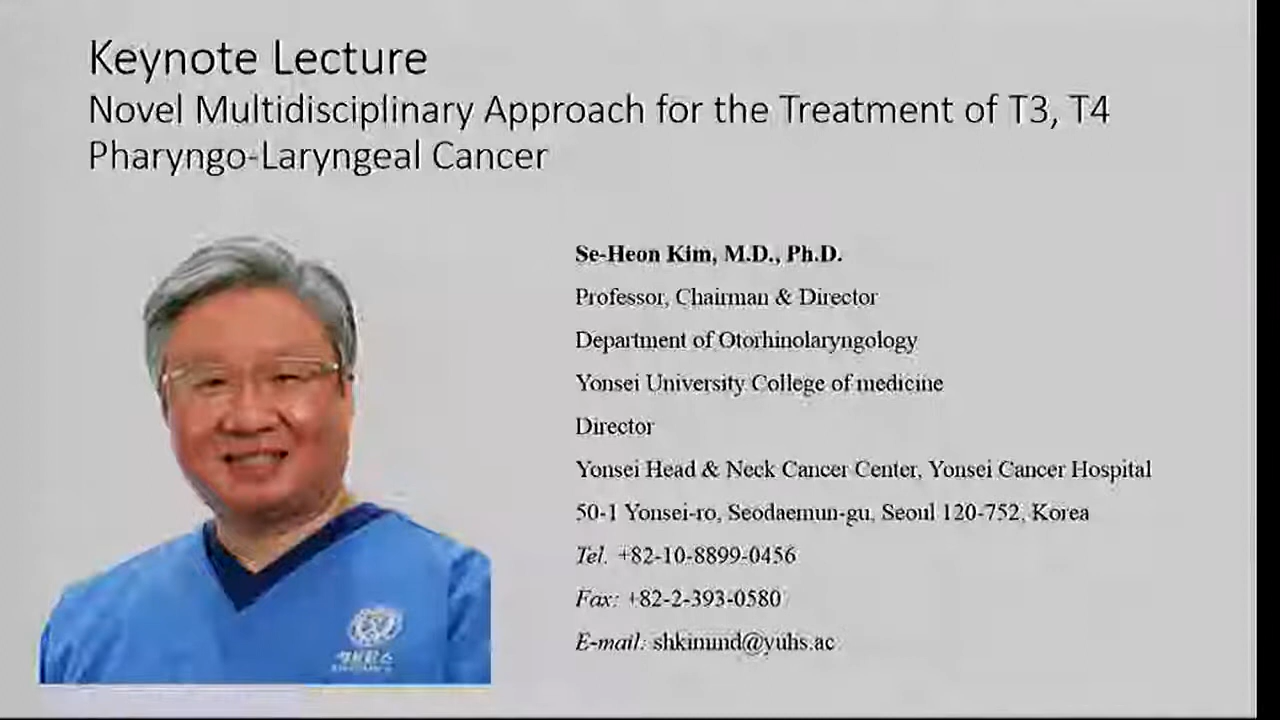 Keynote Lecture
Novel Multidisciplinary Approach for the Treatment of T3, T4
Pharyngo-Laryngeal Cancer
Se-Heon Kim, M.D., Ph.D.
Professor, Chairman & Director
Department of Otorhinolaryngology
Yonsei University College of medicine
Director
Yonsei Head & Neck Cancer Center, Yonsei Cancer Hospital
50-1 Yonsei-ro, Seodaemun-gu, Seoul 120-752, Korea
Tel. +82-10-8899-0456
Fax: +82-2-393-0580
E-mail: shkimmd@yuhs.ac